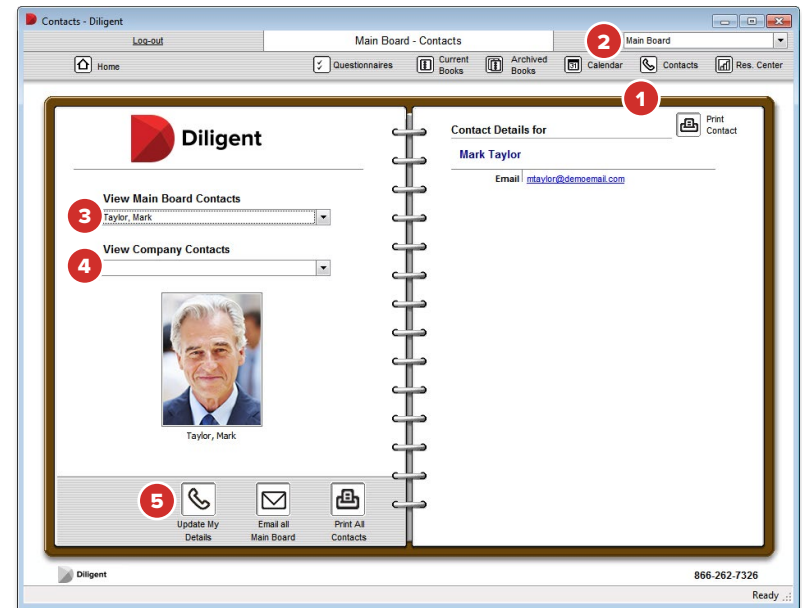 Contacts - Diligent
Log-out
Main Board - Contacts
2
Main Board
Home
Questionnaires
Current
Books
Archived
Books
31
Calendar
Contacts
Res. Center
1
Diligent
View Main Board Contacts
3
Taylor, Mark
View Company Contacts
4
Taylor, Mark
5
Update My
Details
Email all
Main Board
Print All
Contacts
Contact Details for
Print
Contact
Mark Taylor
Email mtaylor@demoemail.com
Diligent
866-262-7326
Ready